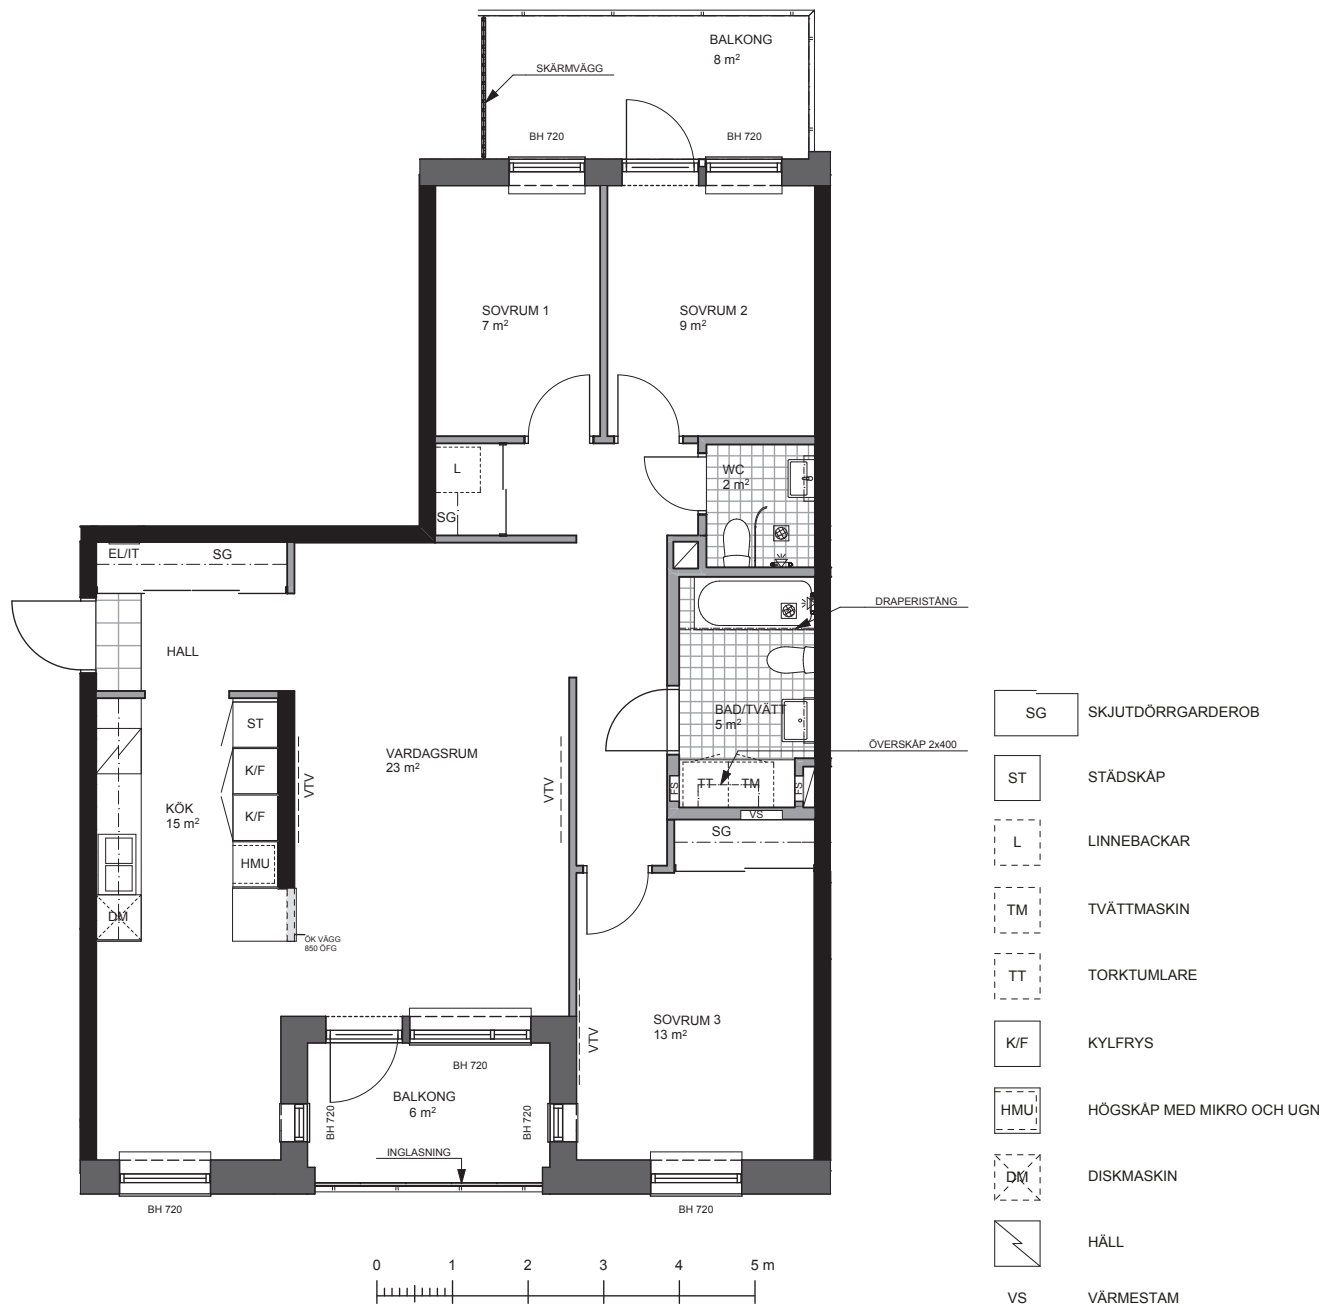 BALKONG
8 m²
SKÄRMVÄGG
BH 720
BH 720
SOVRUM 1
7 m²
SOVRUM 2
9 m²
L
SG
WC
2 m²
EL/IT
SG
DRAPERISTÅNG
HALL
BAD/TVÄTT
5 m²
ÖVERSKÅP 2x400
ST
K/F
K/F
HMU
VTV
VARDAGSRUM
23 m²
VTV
KÖK
15 m²
TT
TM
FS
FS
VS
SG
DM
ÖK VÄGG
850 ÖFG
SOVRUM 3
13 m²
VTV
BH 720
BALKONG
6 m²
BH 720
BH 720
INGLASNING
BH 720
BH 720
0 1 2 3 4 5 m
SG SKJUTDÖRRGARDEROB
ST STÄDSKÅP
L LINNEBACKAR
TM TVÄTTMASKIN
TT TORKTUMLARE
K/F KYLFRYS
HMU HÖGSKÅP MED MIKRO OCH UGN
DM DISKMASKIN
HÄLL
VS VÄRMESTAM